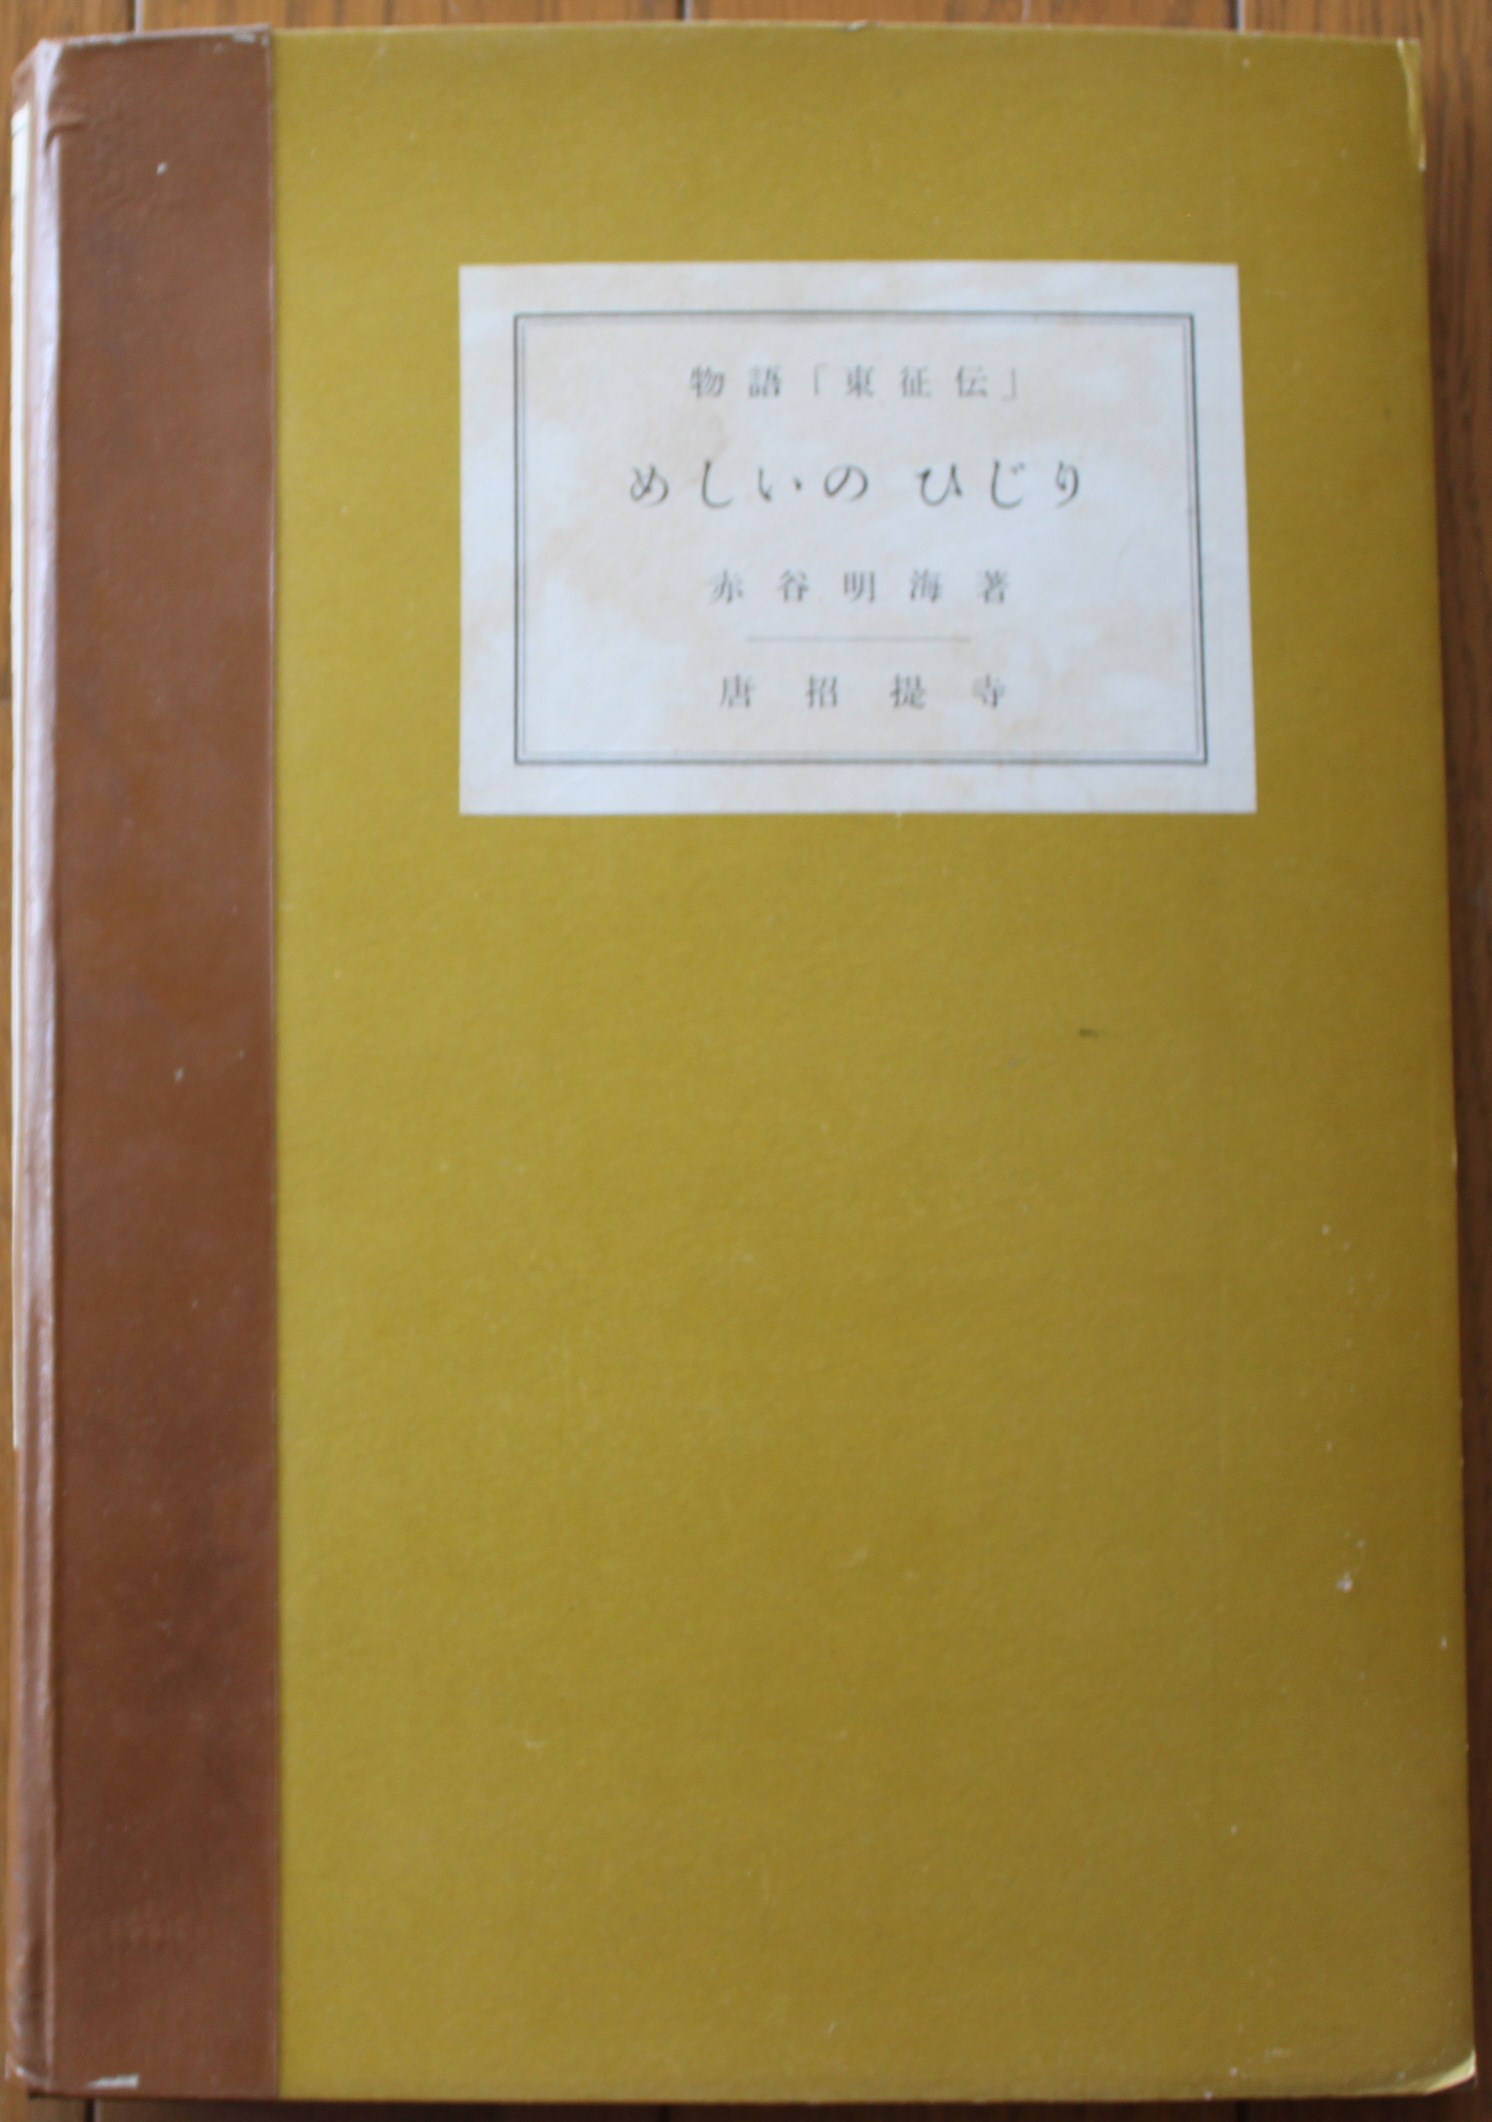 物語「東征伝」
めしいの ひじり
赤谷明海著
唐招提寺